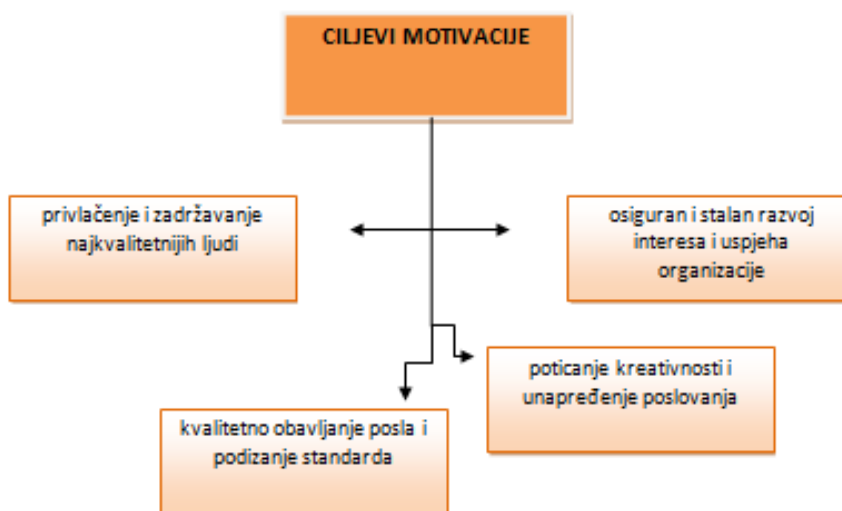 CILJEVI MOTIVACIJE
privlačenje i zadržavanje
najkvalitetnijih ljudi
osiguran i stalan razvoj
interesa i uspjeha
organizacije
poticanje kreativnosti i
unapređenje poslovanja
kvalitetno obavljanje posla i
podizanje standarda